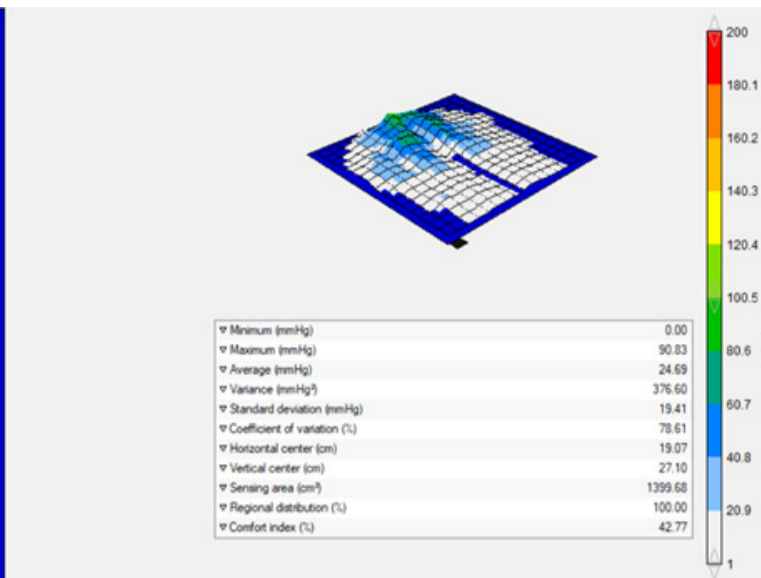 200
180.1
160.2
140.3
120.4
100.5
80.6
60.7
40.8
20.9
1
Minimum (mmHg) 0.00
Maximum (mmHg) 90.83
Average (mmHg) 24.69
Variance (mmHg²) 376.60
Standard deviation (mmHg) 19.41
Coefficient of variation (%) 78.61
Horizontal center (cm) 19.07
Vertical center (cm) 27.10
Sensing area (cm²) 1399.68
Regional distribution (%) 100.00
Comfort index (%) 42.77